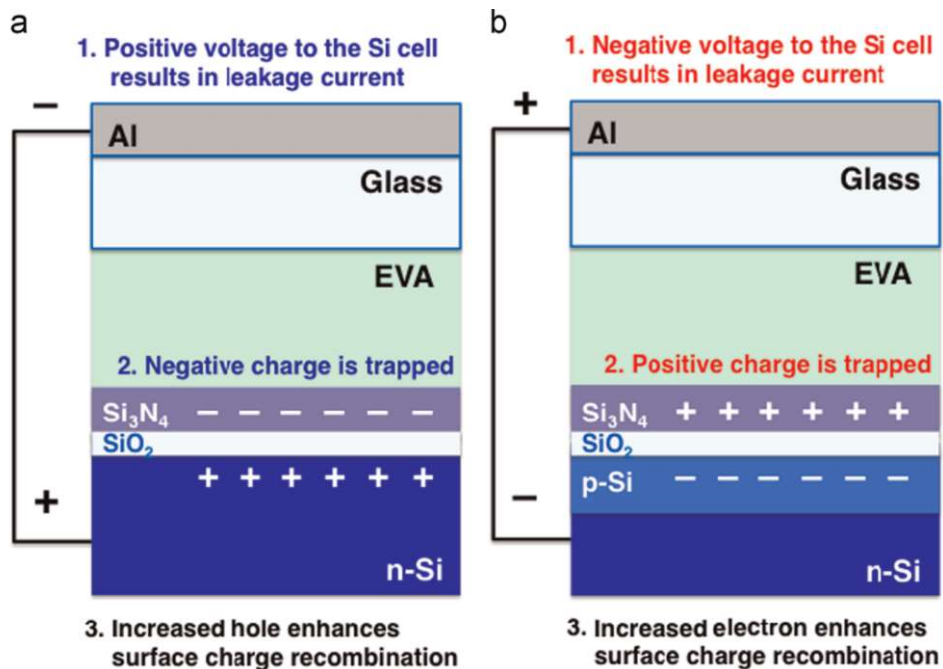 a
1. Positive voltage to the Si cell
results in leakage current
−
Al
Glass
EVA
2. Negative charge is trapped
Si₃N₄ − − − − − −
SiO₂
+ + + + + +
+
n-Si
3. Increased hole enhances
surface charge recombination
b
1. Negative voltage to the Si cell
results in leakage current
+
Al
Glass
EVA
2. Positive charge is trapped
Si₃N₄ + + + + + +
SiO₂
p-Si − − − − − −
−
n-Si
3. Increased electron enhances
surface charge recombination